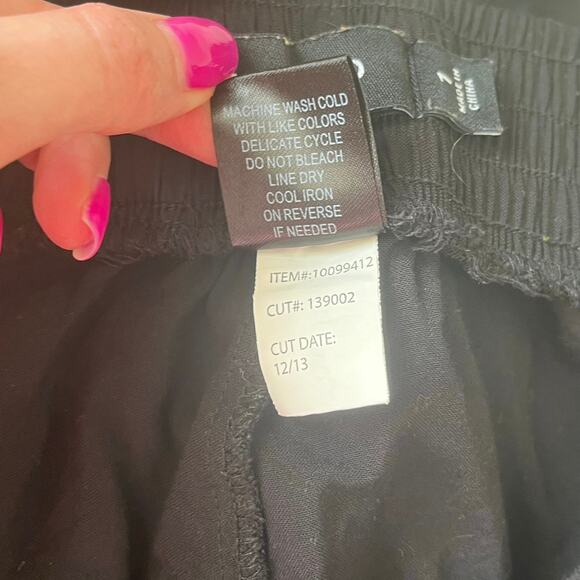 1
MADE IN
CHINA
MACHINE WASH COLD
WITH LIKE COLORS
DELICATE CYCLE
DO NOT BLEACH
LINE DRY
COOL IRON
ON REVERSE
IF NEEDED
ITEM#:10099412
CUT#: 139002
CUT DATE:
12/13